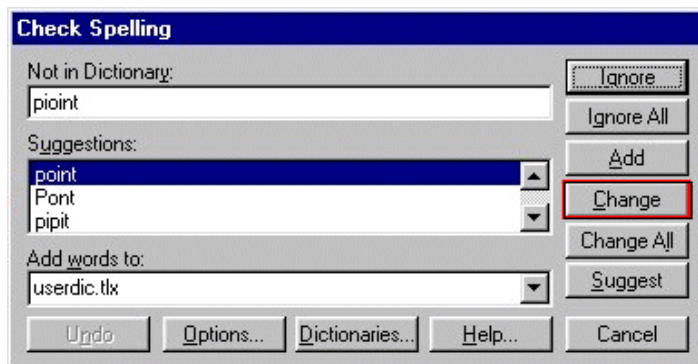 Check Spelling
Not in Dictionary:
pioint
Suggestions:
point
Pont
pipit
Add words to:
userdic.tlx
Ignore
Ignore All
Add
Change
Change All
Suggest
Undo
Options...
Dictionaries...
Help...
Cancel